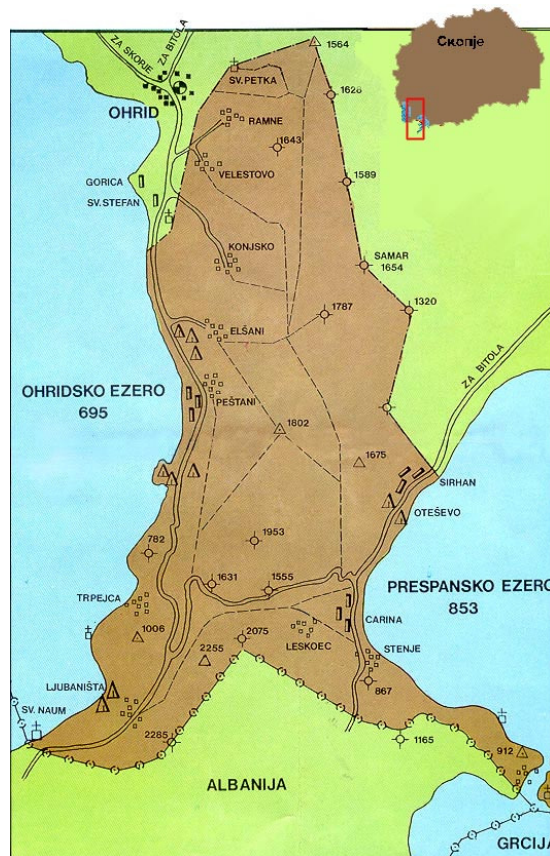 Скопје
1564
ZA SKOPJE
ZA BITOLA
SV. PETKA
1628
OHRID
RAMNE
1643
VELESTOVO
1589
GORICA
SV. STEFAN
KONJSKO
SAMAR
1654
1320
1787
ELŠANI
ZA BITOLA
OHRIDSKO EZERO
695
PEŠTANI
1802
1675
SIRHAN
OTEŠEVO
1953
782
1631
1555
PRESPANSKO EZERO
853
TRPEJCA
1006
CARINA
LESKOEC
2075
2255
STENJE
867
LJUBANIŠTA
SV. NAUM
2285
1165
912
ALBANIJA
GRCIJA